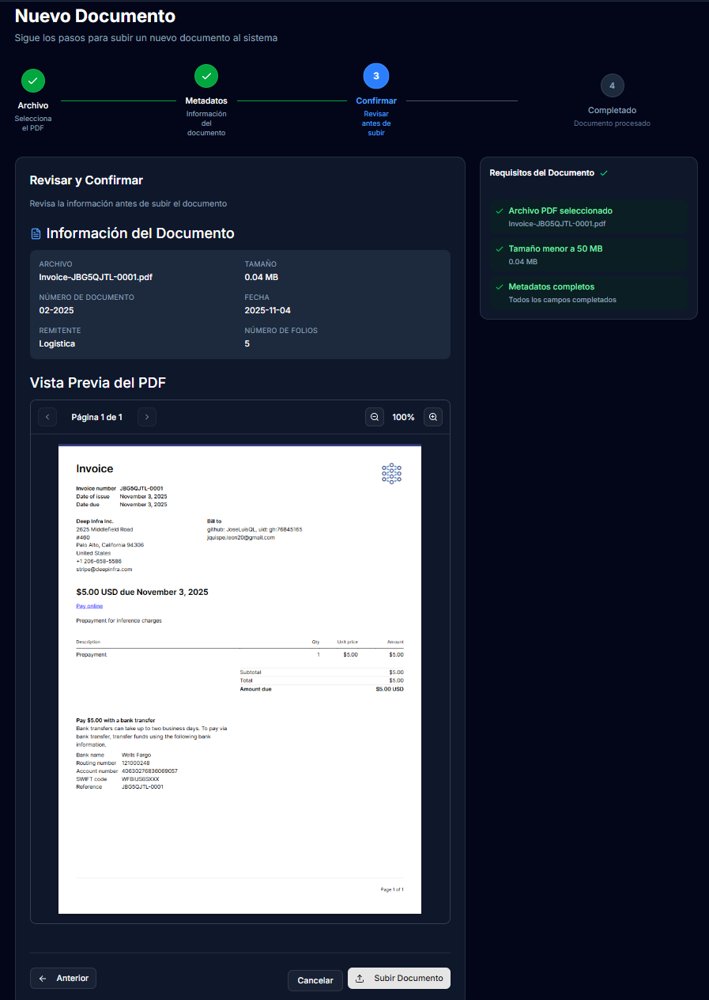 Nuevo Documento
Sigue los pasos para subir un nuevo documento al sistema
Archivo
Selecciona
el PDF
Metadatos
Información
del
documento
3
Confirmar
Revisar
antes de
subir
4
Completado
Documento procesado
Revisar y Confirmar
Revisa la información antes de subir el documento
Información del Documento
ARCHIVO
Invoice-JBG5QJTL-0001.pdf
TAMAÑO
0.04 MB
NÚMERO DE DOCUMENTO
02-2025
FECHA
2025-11-04
REMITENTE
Logistica
NÚMERO DE FOLIOS
5
Vista Previa del PDF
Página 1 de 1
100%
Invoice
Invoice number JBG5QJTL-0001
Date of issue November 3, 2025
Date due November 3, 2025
Deep Infra Inc.
2625 Middlefield Road
#460
Palo Alto, California 94306
United States
+1 206-658-5586
stripe@deepinfra.com
Bill to
github: JoseLuisQL, uid: gh:76845165
jquispe.leon20@gmail.com
$5.00 USD due November 3, 2025
Pay online
Prepayment for inference charges
Description Qty Unit price Amount
Prepayment 1 $5.00 $5.00
Subtotal $5.00
Total $5.00
Amount due $5.00 USD
Pay $5.00 with a bank transfer
Bank transfers can take up to two business days. To pay via
bank transfer, transfer funds using the following bank
information.
Bank name Wells Fargo
Routing number 121000248
Account number 40630276836069057
SWIFT code WFBIUS6SXXX
Reference JBG5QJTL-0001
Page 1 of 1
Anterior
Cancelar
Subir Documento
Requisitos del Documento
Archivo PDF seleccionado
Invoice-JBG5QJTL-0001.pdf
Tamaño menor a 50 MB
0.04 MB
Metadatos completos
Todos los campos completados